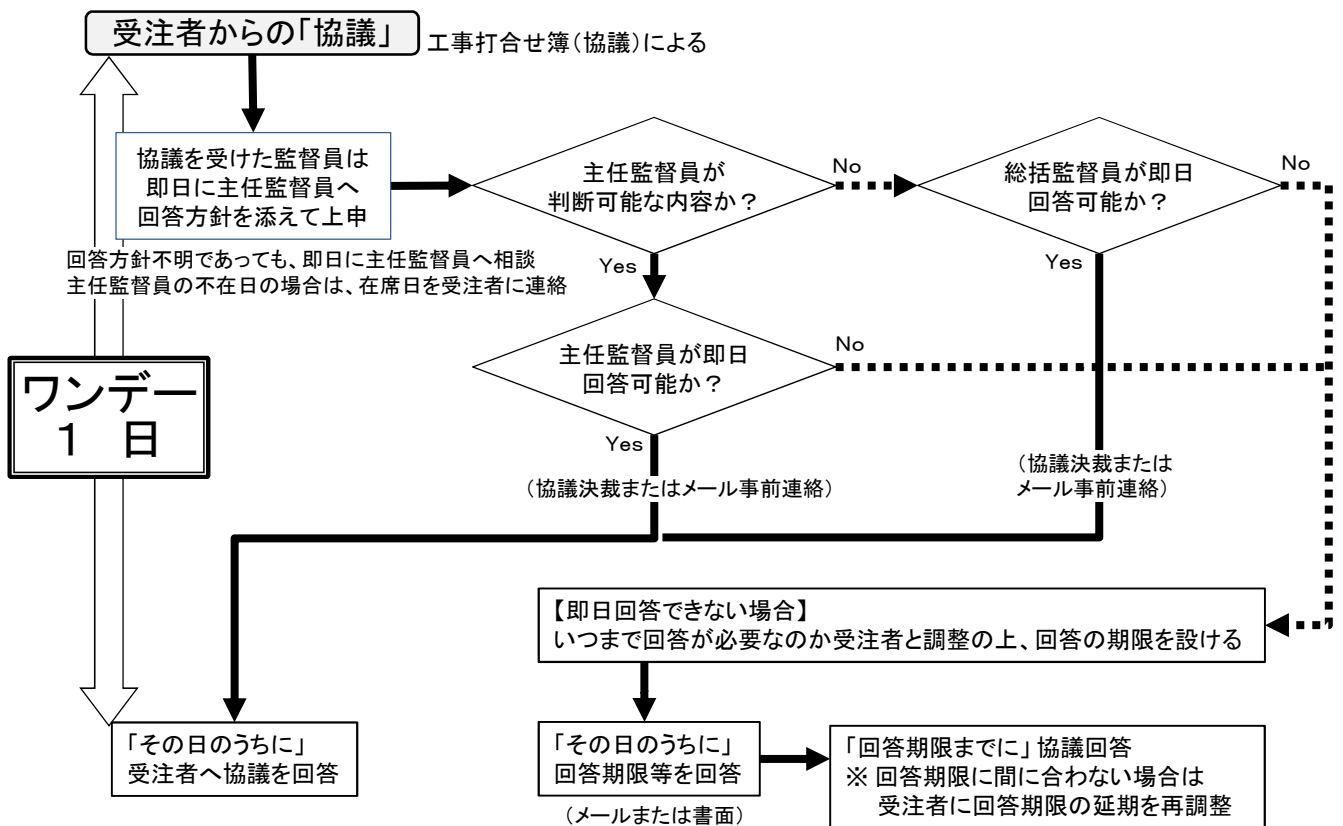 受注者からの「協議」
工事打合せ簿（協議）による
協議を受けた監督員は
即日に主任監督員へ
回答方針を添えて上申
回答方針不明であっても、即日に主任監督員へ相談
主任監督員の不在日の場合は、在席日を受注者に連絡
主任監督員が
判断可能な内容か？
No
総括監督員が即日
回答可能か？
No
Yes
Yes
主任監督員が即日
回答可能か？
No
Yes
ワンデー
１ 日
（協議決裁またはメール事前連絡）
（協議決裁または
メール事前連絡）
【即日回答できない場合】
いつまで回答が必要なのか受注者と調整の上、回答の期限を設ける
「その日のうちに」
受注者へ協議を回答
「その日のうちに」
回答期限等を回答
（メールまたは書面）
「回答期限までに」協議回答
※ 回答期限に間に合わない場合は
受注者に回答期限の延期を再調整